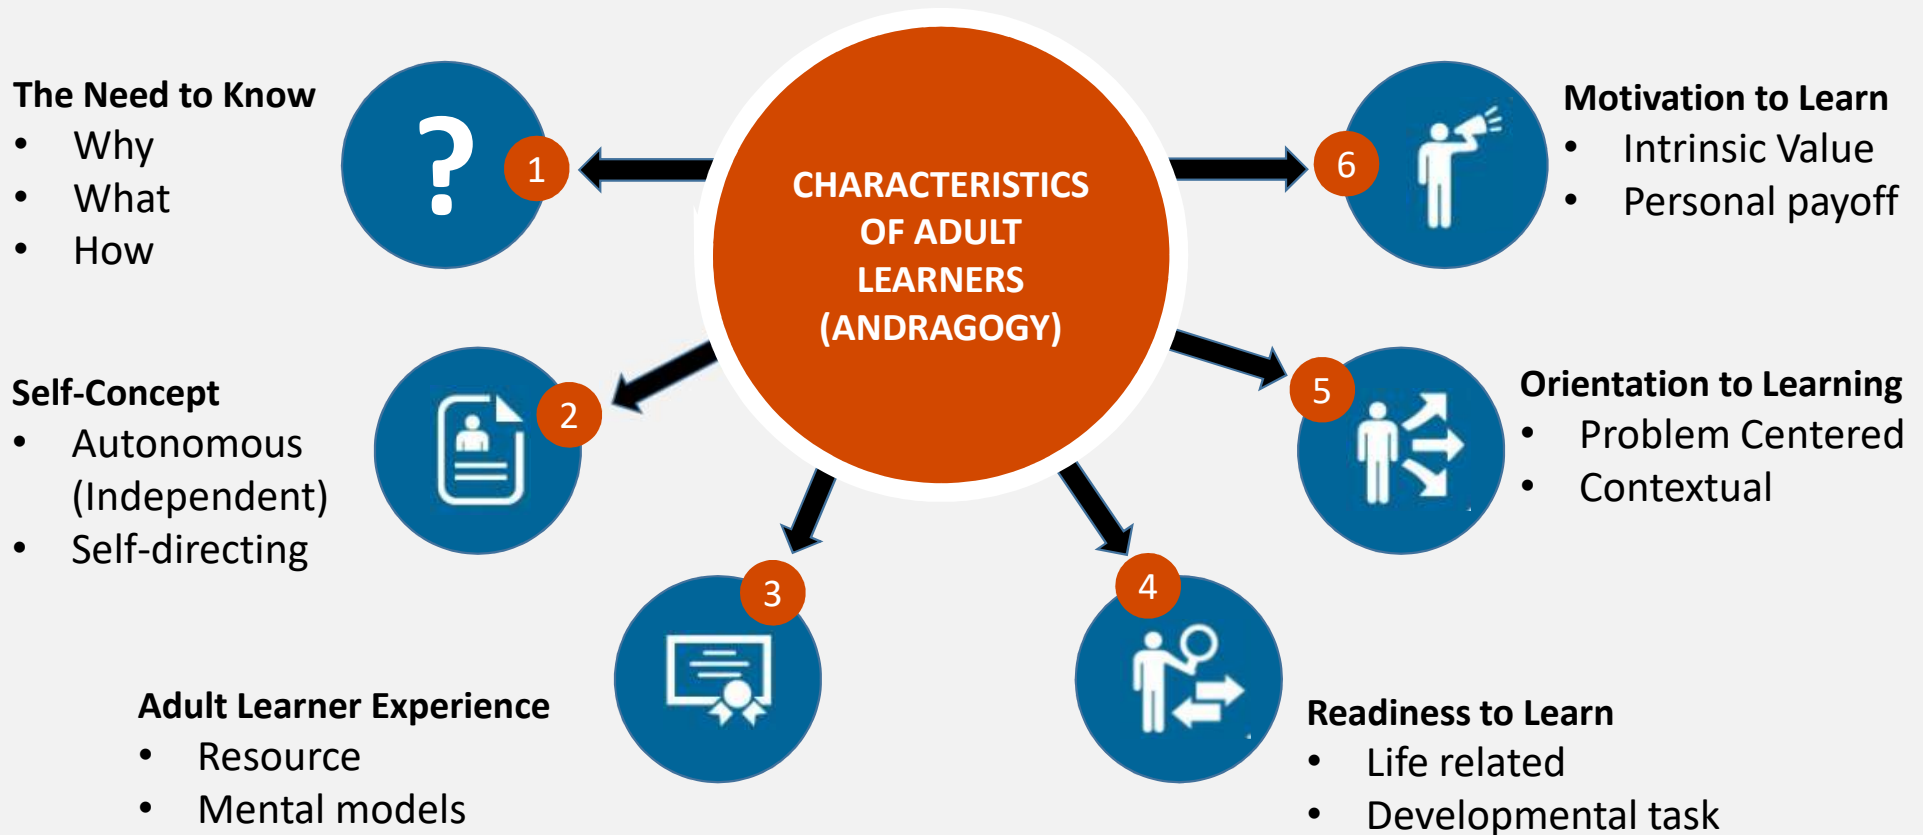 The Need to Know
• Why
• What
• How
?
1
Self-Concept
• Autonomous
(Independent)
• Self-directing
2
Adult Learner Experience
• Resource
• Mental models
3
CHARACTERISTICS
OF ADULT
LEARNERS
(ANDRAGOGY)
4
Readiness to Learn
• Life related
• Developmental task
5
Orientation to Learning
• Problem Centered
• Contextual
6
Motivation to Learn
• Intrinsic Value
• Personal payoff